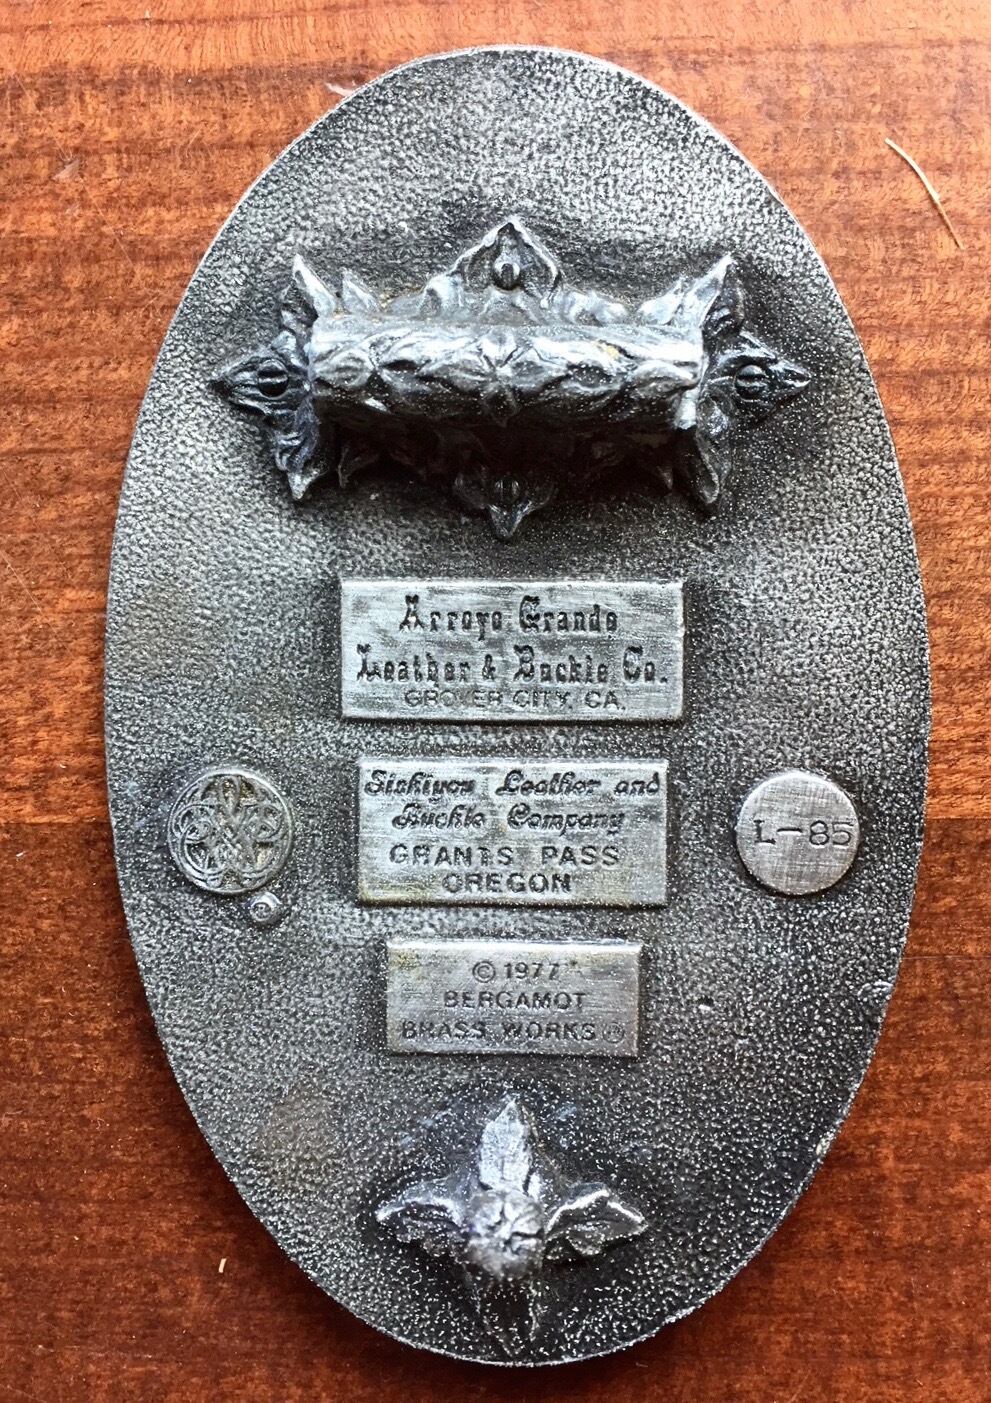 Arroyo Grande
Leather & Buckle Co.
GROVER CITY, CA.
Siskiyou Leather and
Buckle Company
GRANTS PASS
OREGON
L-85
© 1977
BERGAMOT
BRASS WORKS